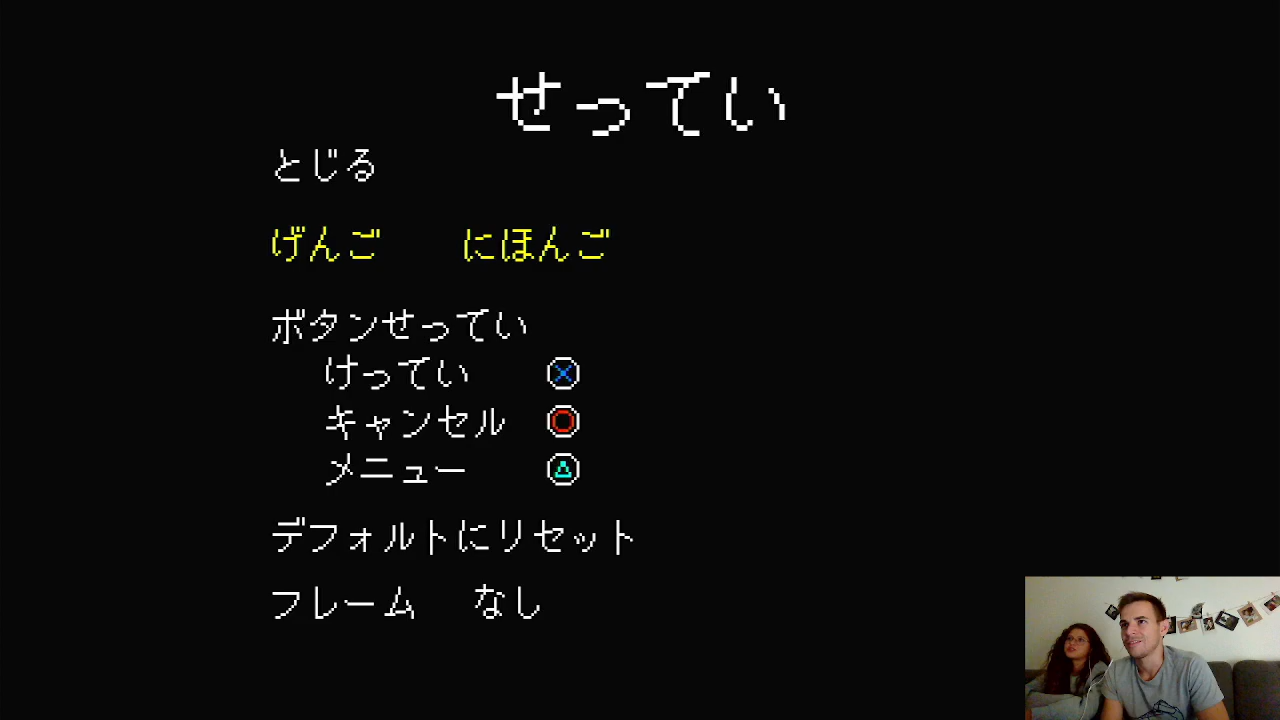 せってい
とじる
げんご にほんご
ボタンせってい
けってい
キャンセル
メニュー
デフォルトにリセット
フレーム なし